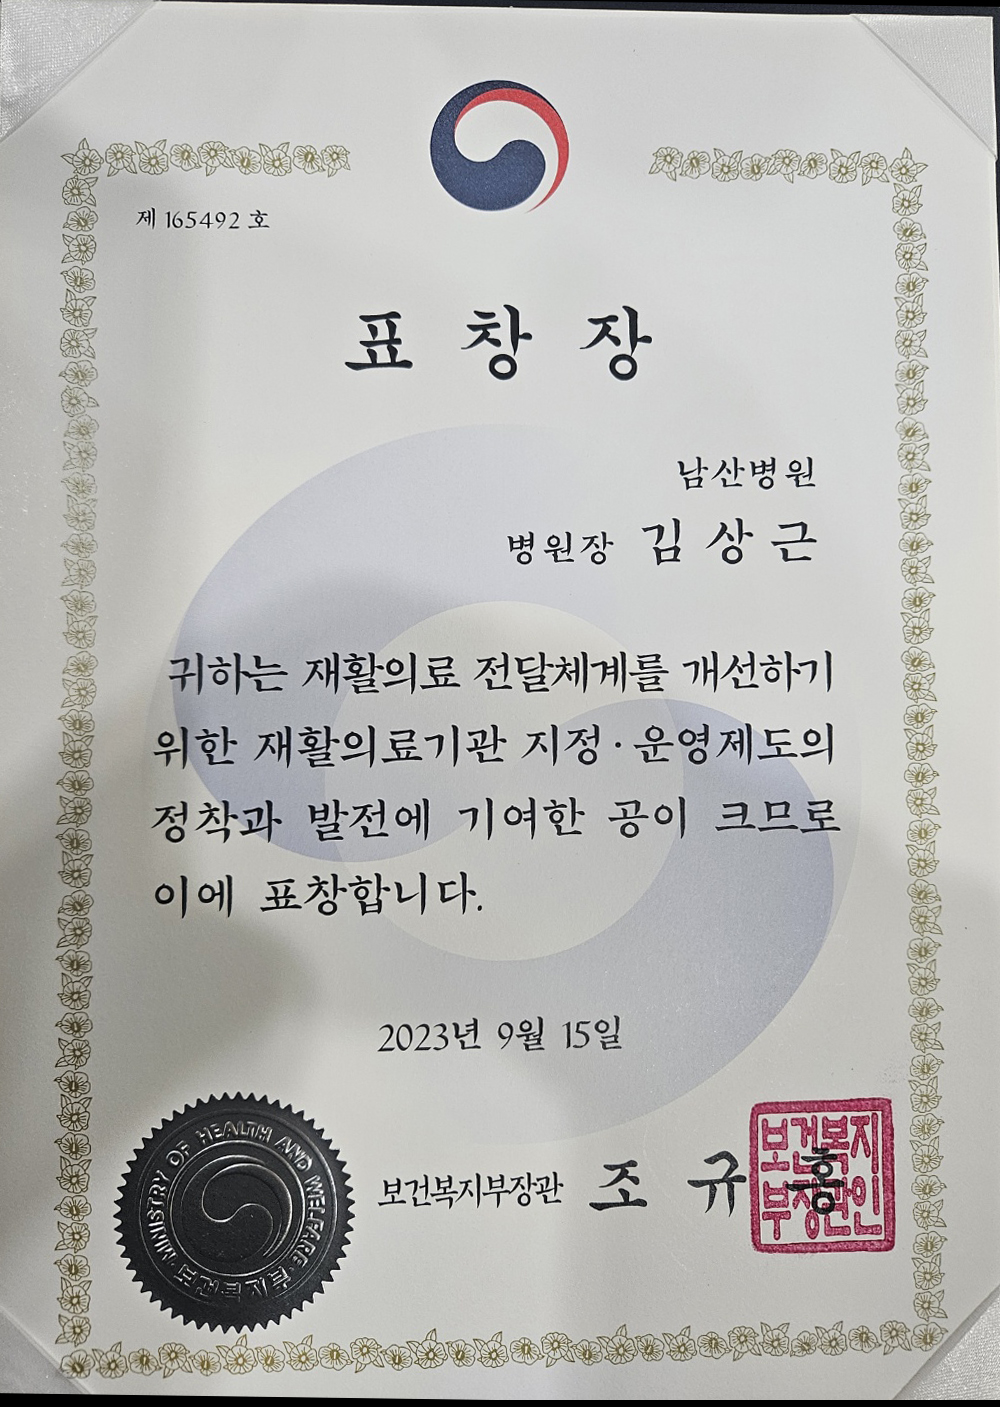 제 165492 호
표 창 장
남산병원
병원장 김 상 근
귀하는 재활의료 전달체계를 개선하기
위한 재활의료기관 지정·운영제도의
정착과 발전에 기여한 공이 크므로
이에 표창합니다.
2023년 9월 15일
보건복지부장관 조 규 홍
보건복지
부장관인
MINISTRY OF HEALTH AND WELFARE
보건복지부